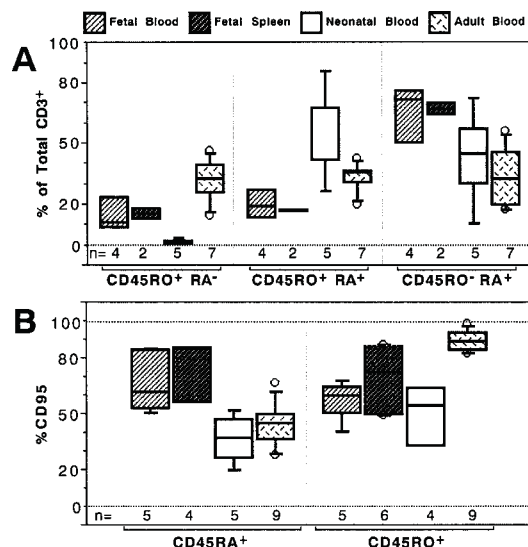 Fetal Blood Fetal Spleen Neonatal Blood Adult Blood
A
% of Total CD3+
100
80
50
20
0
n= 4 2 5 7 4 2 5 7 4 2 5 7
CD45RO+ RA- CD45RO+ RA+ CD45RO- RA+
B
%CD95
100
80
50
20
0
n= 5 4 5 9 5 6 4 9
CD45RA+ CD45RO+